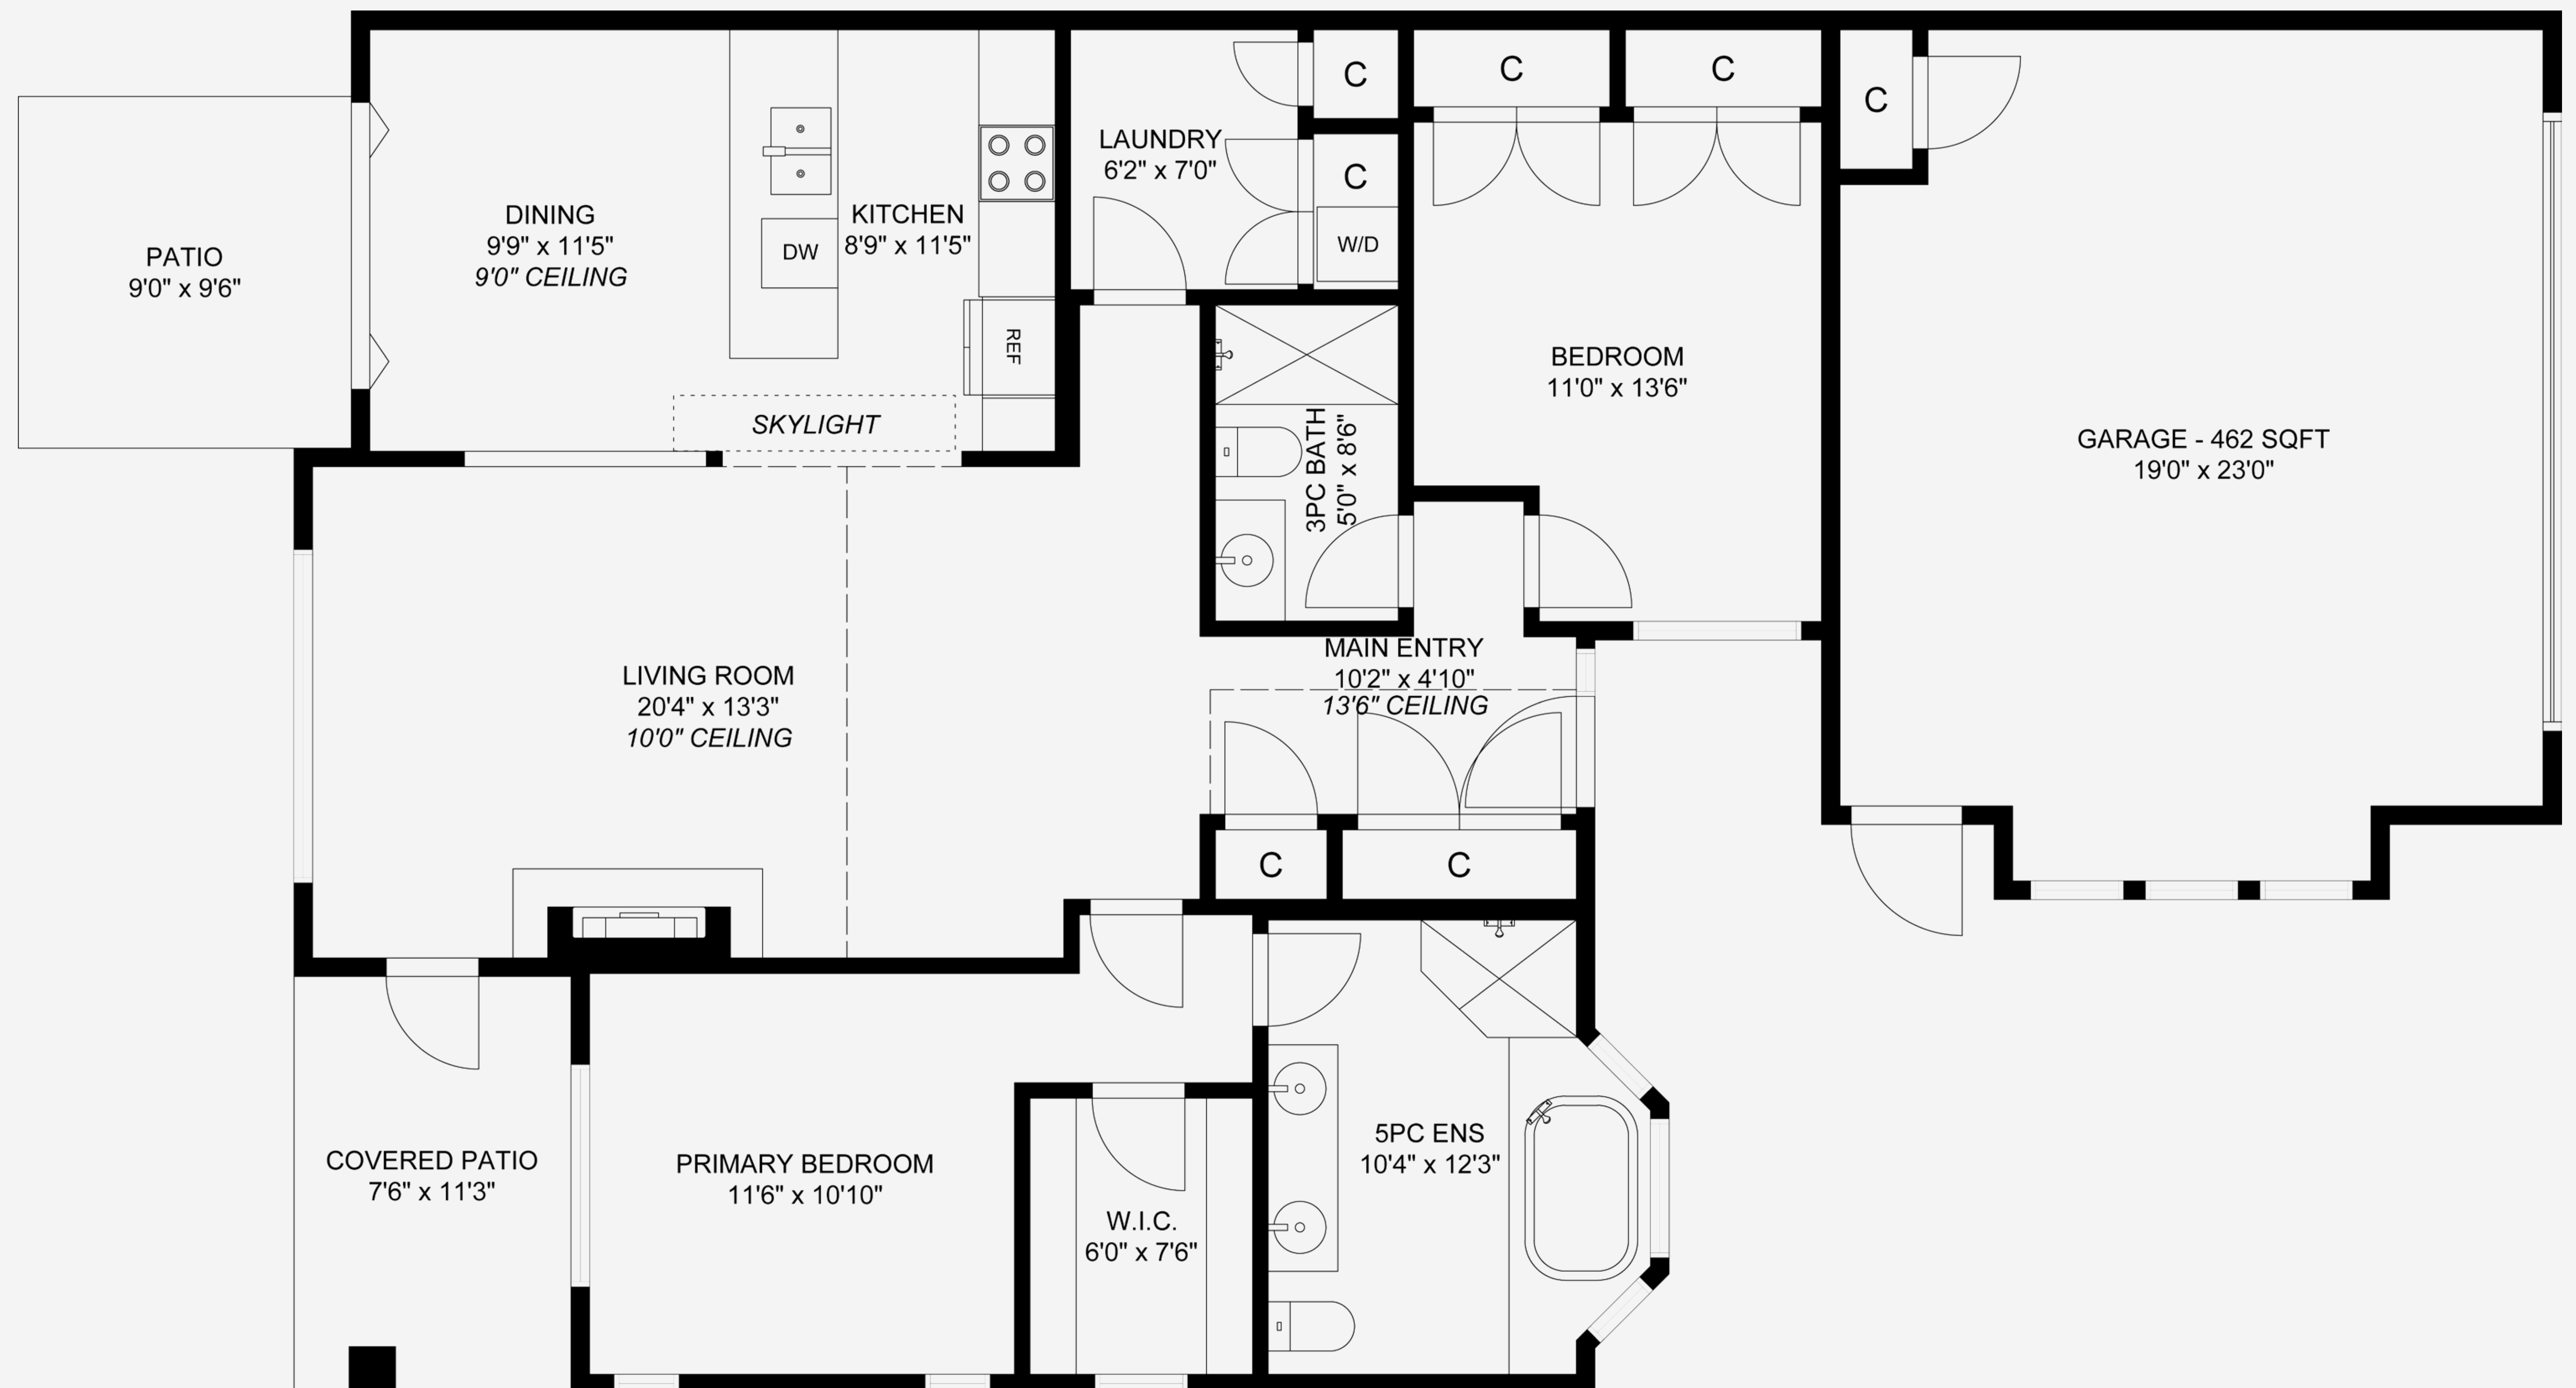 C
C
C
C
LAUNDRY
6'2" x 7'0"
C
W/D
DINING
9'9" x 11'5"
9'0" CEILING
KITCHEN
8'9" x 11'5"
DW
REF
PATIO
9'0" x 9'6"
SKYLIGHT
3PC BATH
5'0" x 8'6"
BEDROOM
11'0" x 13'6"
GARAGE - 462 SQFT
19'0" x 23'0"
LIVING ROOM
20'4" x 13'3"
10'0" CEILING
MAIN ENTRY
10'2" x 4'10"
13'6" CEILING
C
C
COVERED PATIO
7'6" x 11'3"
PRIMARY BEDROOM
11'6" x 10'10"
W.I.C.
6'0" x 7'6"
5PC ENS
10'4" x 12'3"